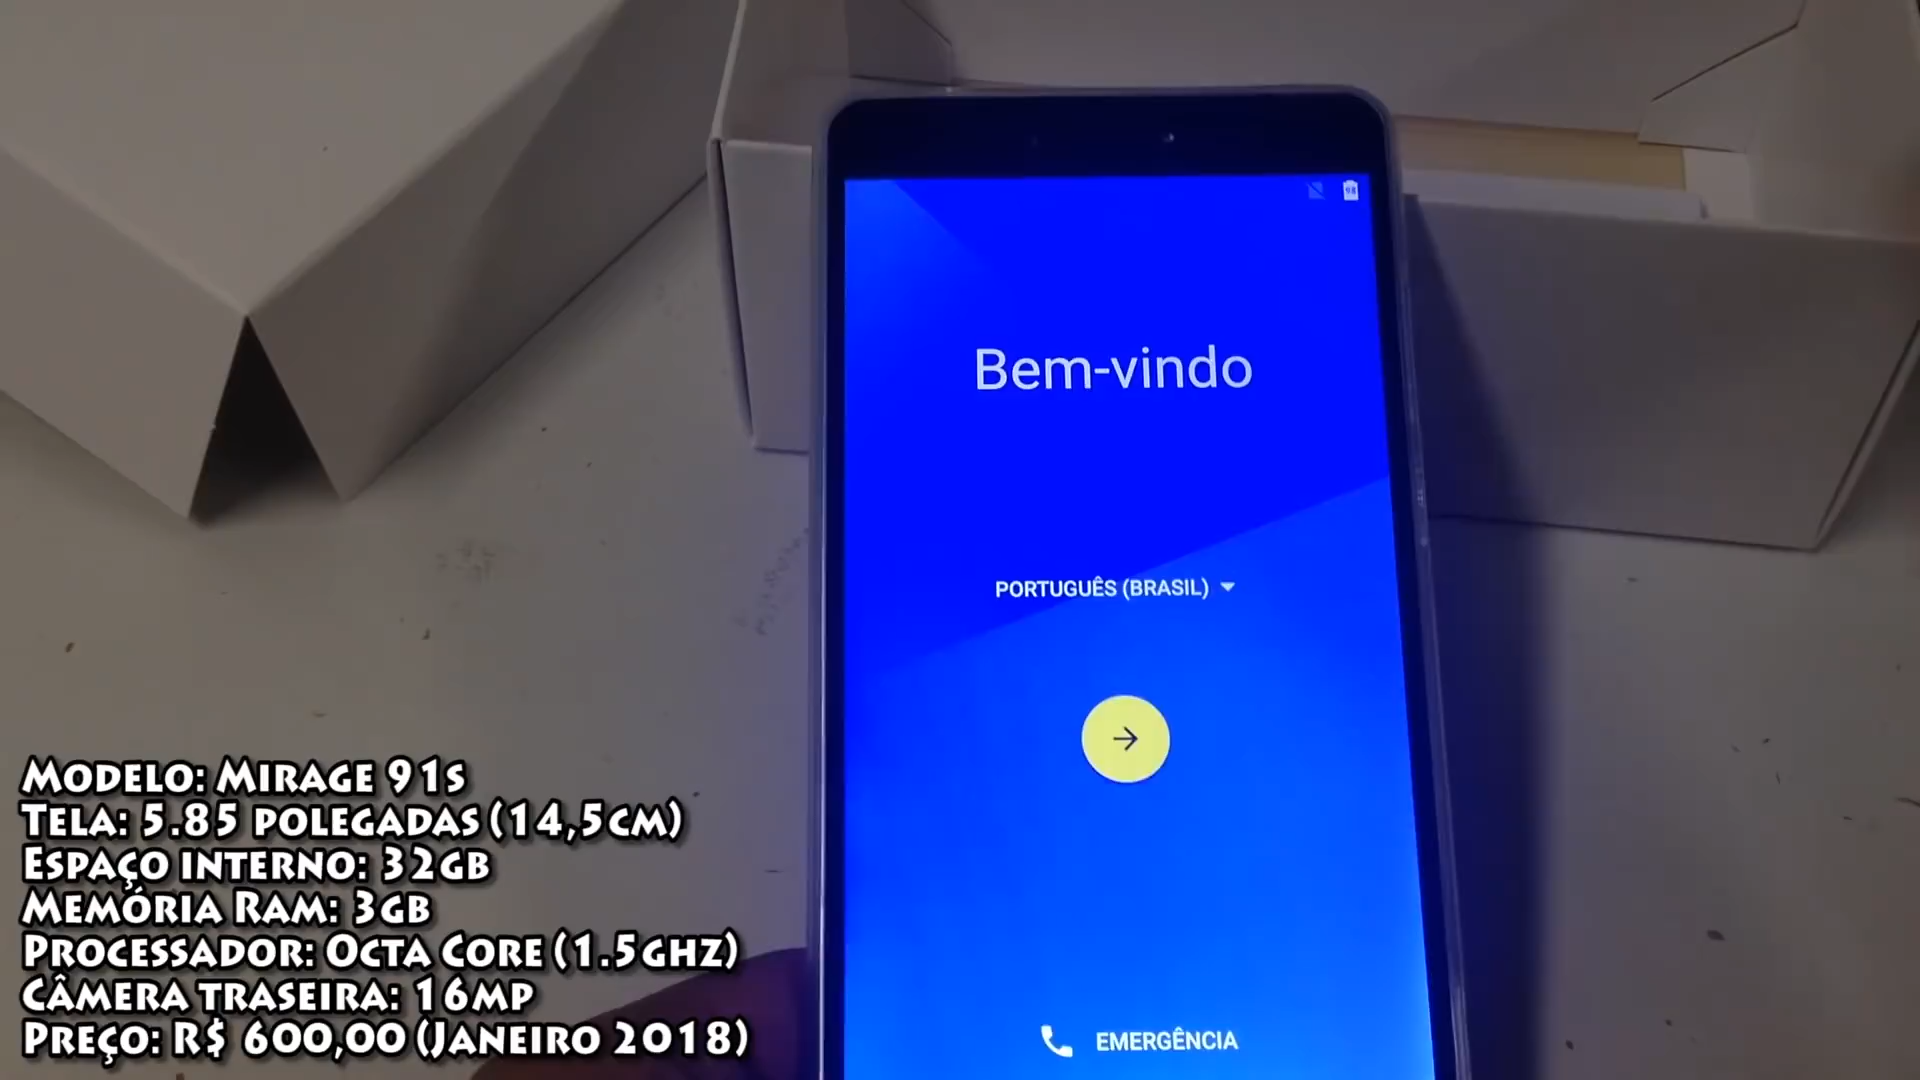 Bem-vindo
PORTUGUÊS (BRASIL)
EMERGÊNCIA
Modelo: Mirage 91s
Tela: 5.85 polegadas (14,5cm)
Espaço interno: 32gb
Memória Ram: 3gb
Processador: Octa Core (1.5ghz)
Câmera traseira: 16mp
Preço: R$ 600,00 (Janeiro 2018)